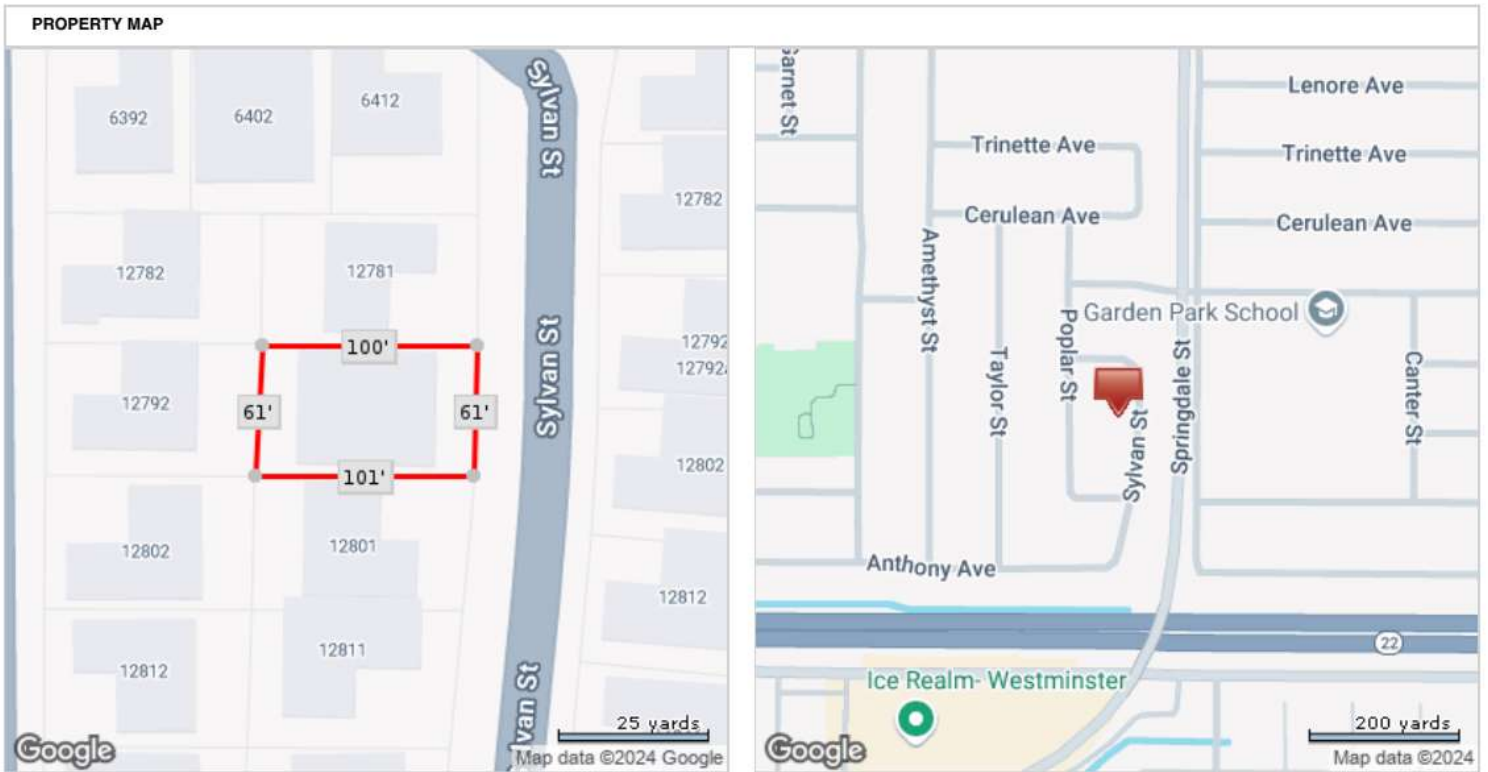 PROPERTY MAP
6392
6402
6412
Sylvan St
12782
12782
12781
100'
Sylvan St
12792
12792a
12792
61'
61'
101'
12802
12802
12801
12812
12811
12812
25 yards
Google
Map data ©2024 Google
Garnet St
Lenore Ave
Trinette Ave
Trinette Ave
Cerulean Ave
Cerulean Ave
Amethyst St
Garden Park School
Poplar St
Taylor St
Springdale St
Canter St
Sylvan St
Anthony Ave
22
Ice Realm- Westminster
200 yards
Google
Map data ©2024